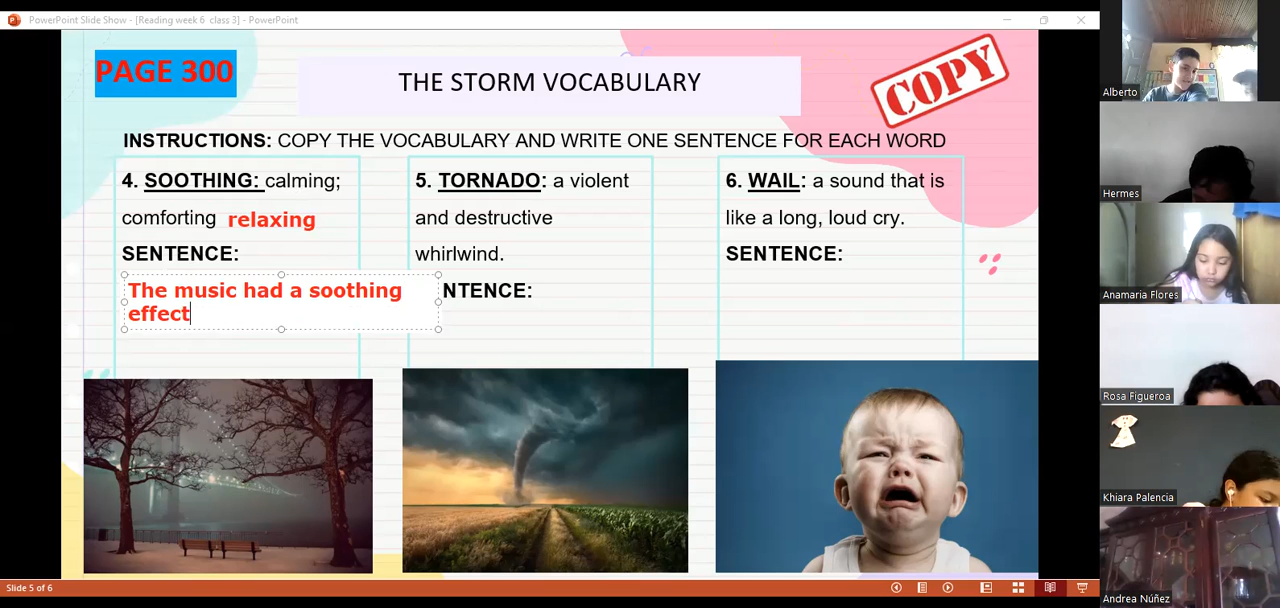 PowerPoint Slide Show - [Reading week 6 class 3] - PowerPoint
PAGE 300
THE STORM VOCABULARY
COPY
INSTRUCTIONS: COPY THE VOCABULARY AND WRITE ONE SENTENCE FOR EACH WORD
4. SOOTHING: calming;
comforting relaxing
SENTENCE:
The music had a soothing
effect
5. TORNADO: a violent
and destructive
whirlwind.
NTENCE:
6. WAIL: a sound that is
like a long, loud cry.
SENTENCE:
Slide 5 of 6
Alberto
Hermes
Anamaria Flores
Rosa Figueroa
Khiara Palencia
Andrea Núñez